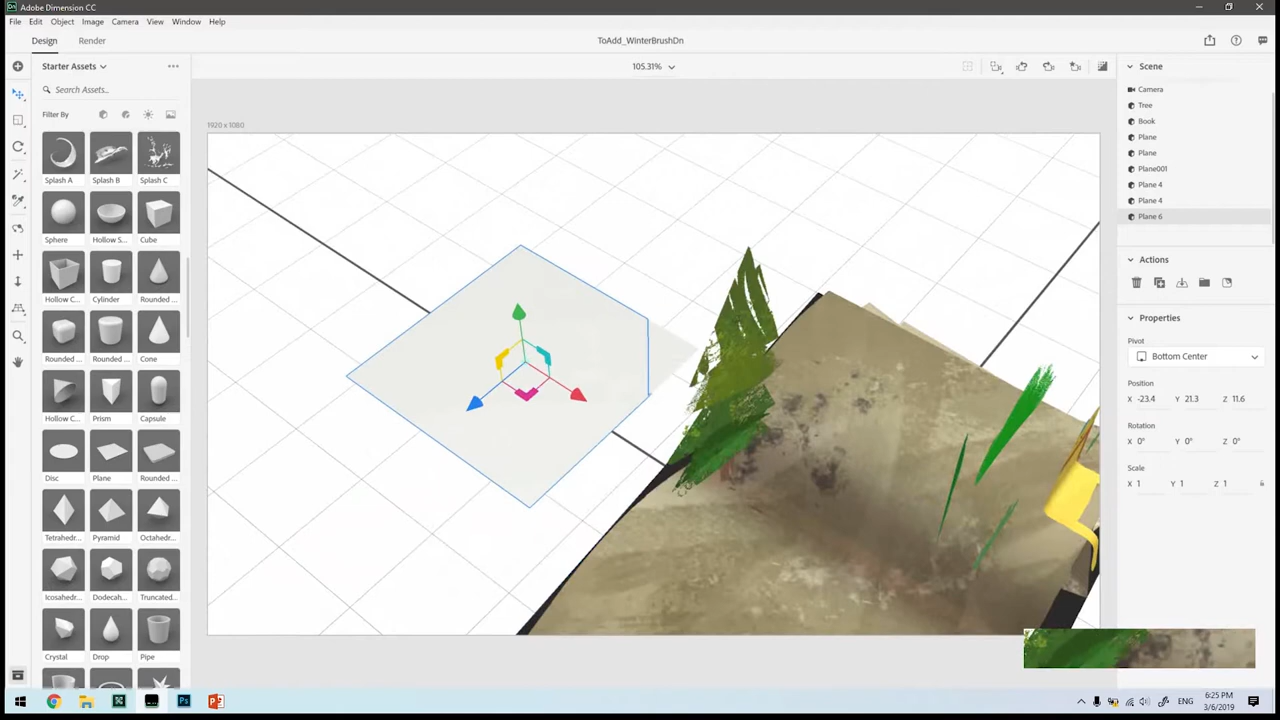 Dn Adobe Dimension CC
File Edit Object Image Camera View Window Help
Design Render
ToAdd_WinterBrushDn
Starter Assets
105.31%
Scene
Search Assets...
Filter By
1920 x 1080
Camera
Tree
Book
Plane
Plane
Plane001
Plane 4
Plane 4
Plane 6
Splash A Splash B Splash C
Sphere Hollow S... Cube
Hollow C... Cylinder Rounded ...
Rounded ... Rounded ... Cone
Hollow C... Prism Capsule
Disc Plane Rounded ...
Tetrahedr... Pyramid Octahedr...
Icosahedr... Dodecah... Truncated...
Crystal Drop Pipe
Actions
Properties
Pivot
Bottom Center
Position
X -23.4 Y 21.3 Z 11.6
Rotation
X 0° Y 0° Z 0°
Scale
X 1 Y 1 Z 1
ENG
6:25 PM
3/6/2019